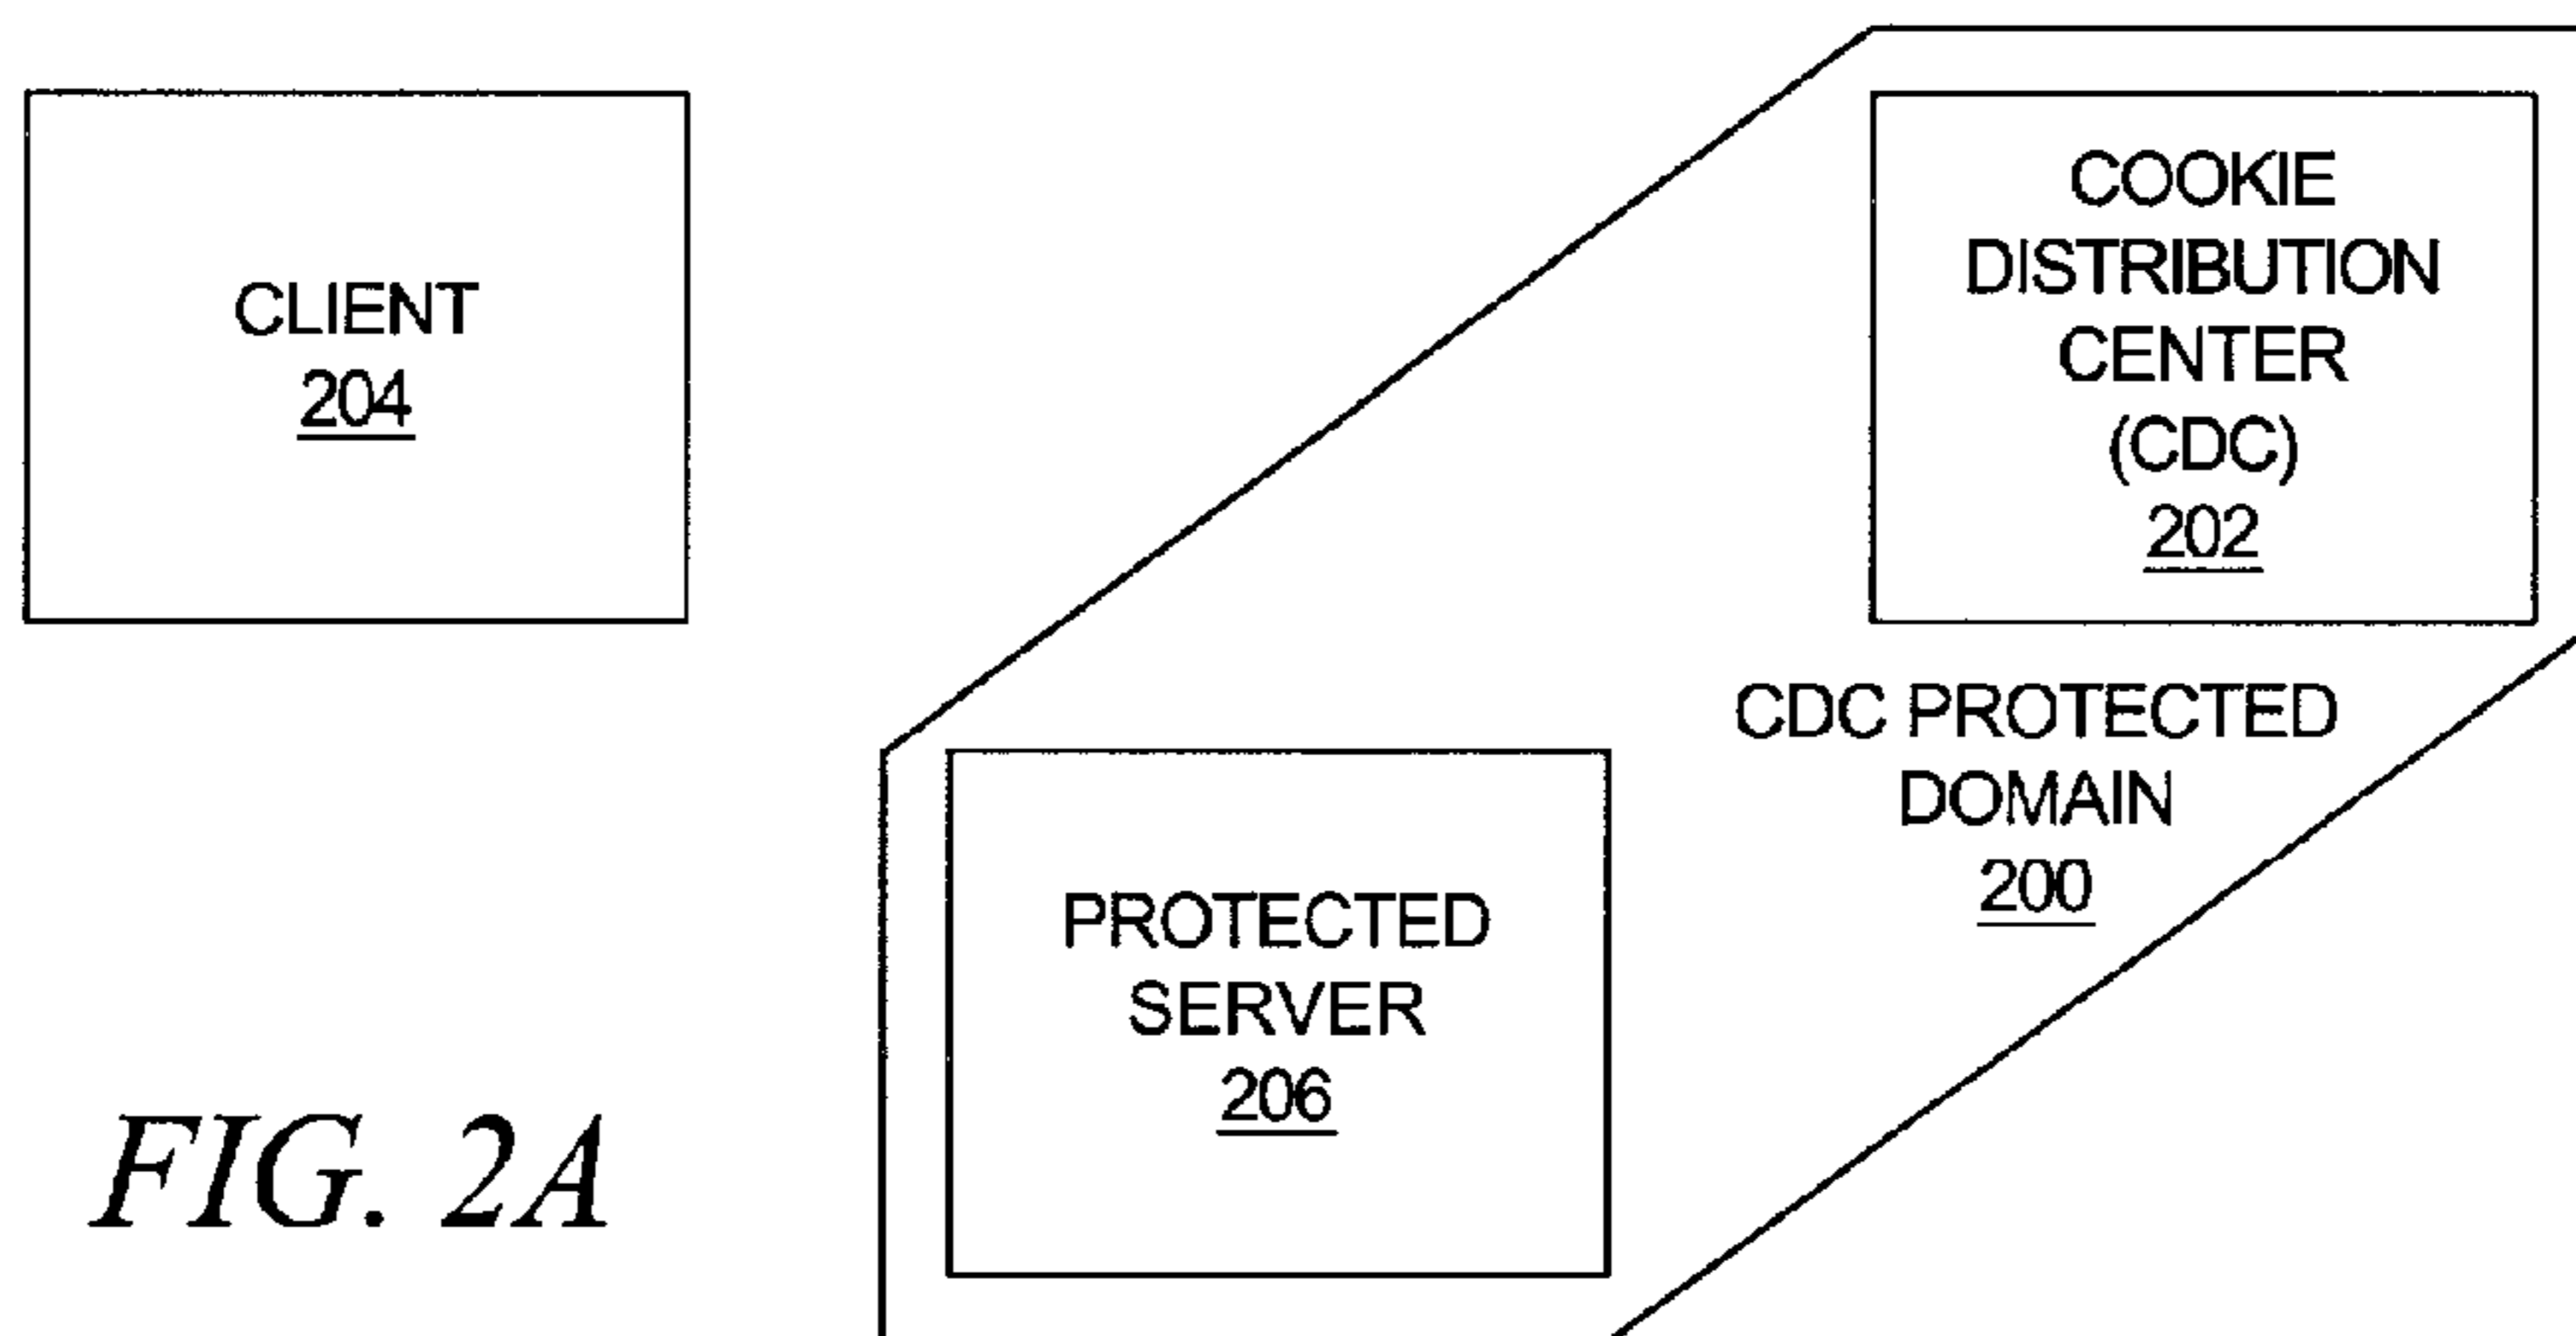 CLIENT
204
COOKIE
DISTRIBUTION
CENTER
(CDC)
202
CDC PROTECTED
DOMAIN
200
PROTECTED
SERVER
206
FIG. 2A